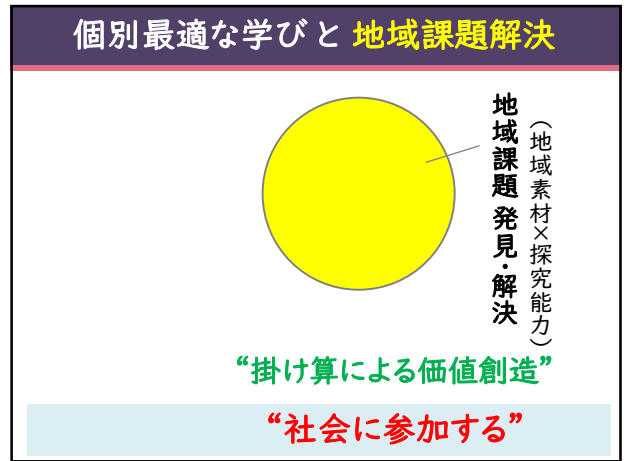 個別最適な学びと 地域課題解決
地域課題 発見・解決
（地域素材×探究能力）
“掛け算による価値創造”
“社会に参加する”